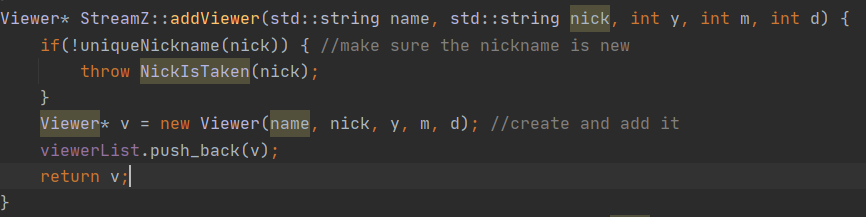 Viewer* StreamZ::addViewer(std::string name, std::string nick, int y, int m, int d) {
    if(!uniqueNickname(nick)) { //make sure the nickname is new
        throw NickIsTaken(nick);
    }
    Viewer* v = new Viewer(name, nick, y, m, d); //create and add it
    viewerList.push_back(v);
    return v;
}